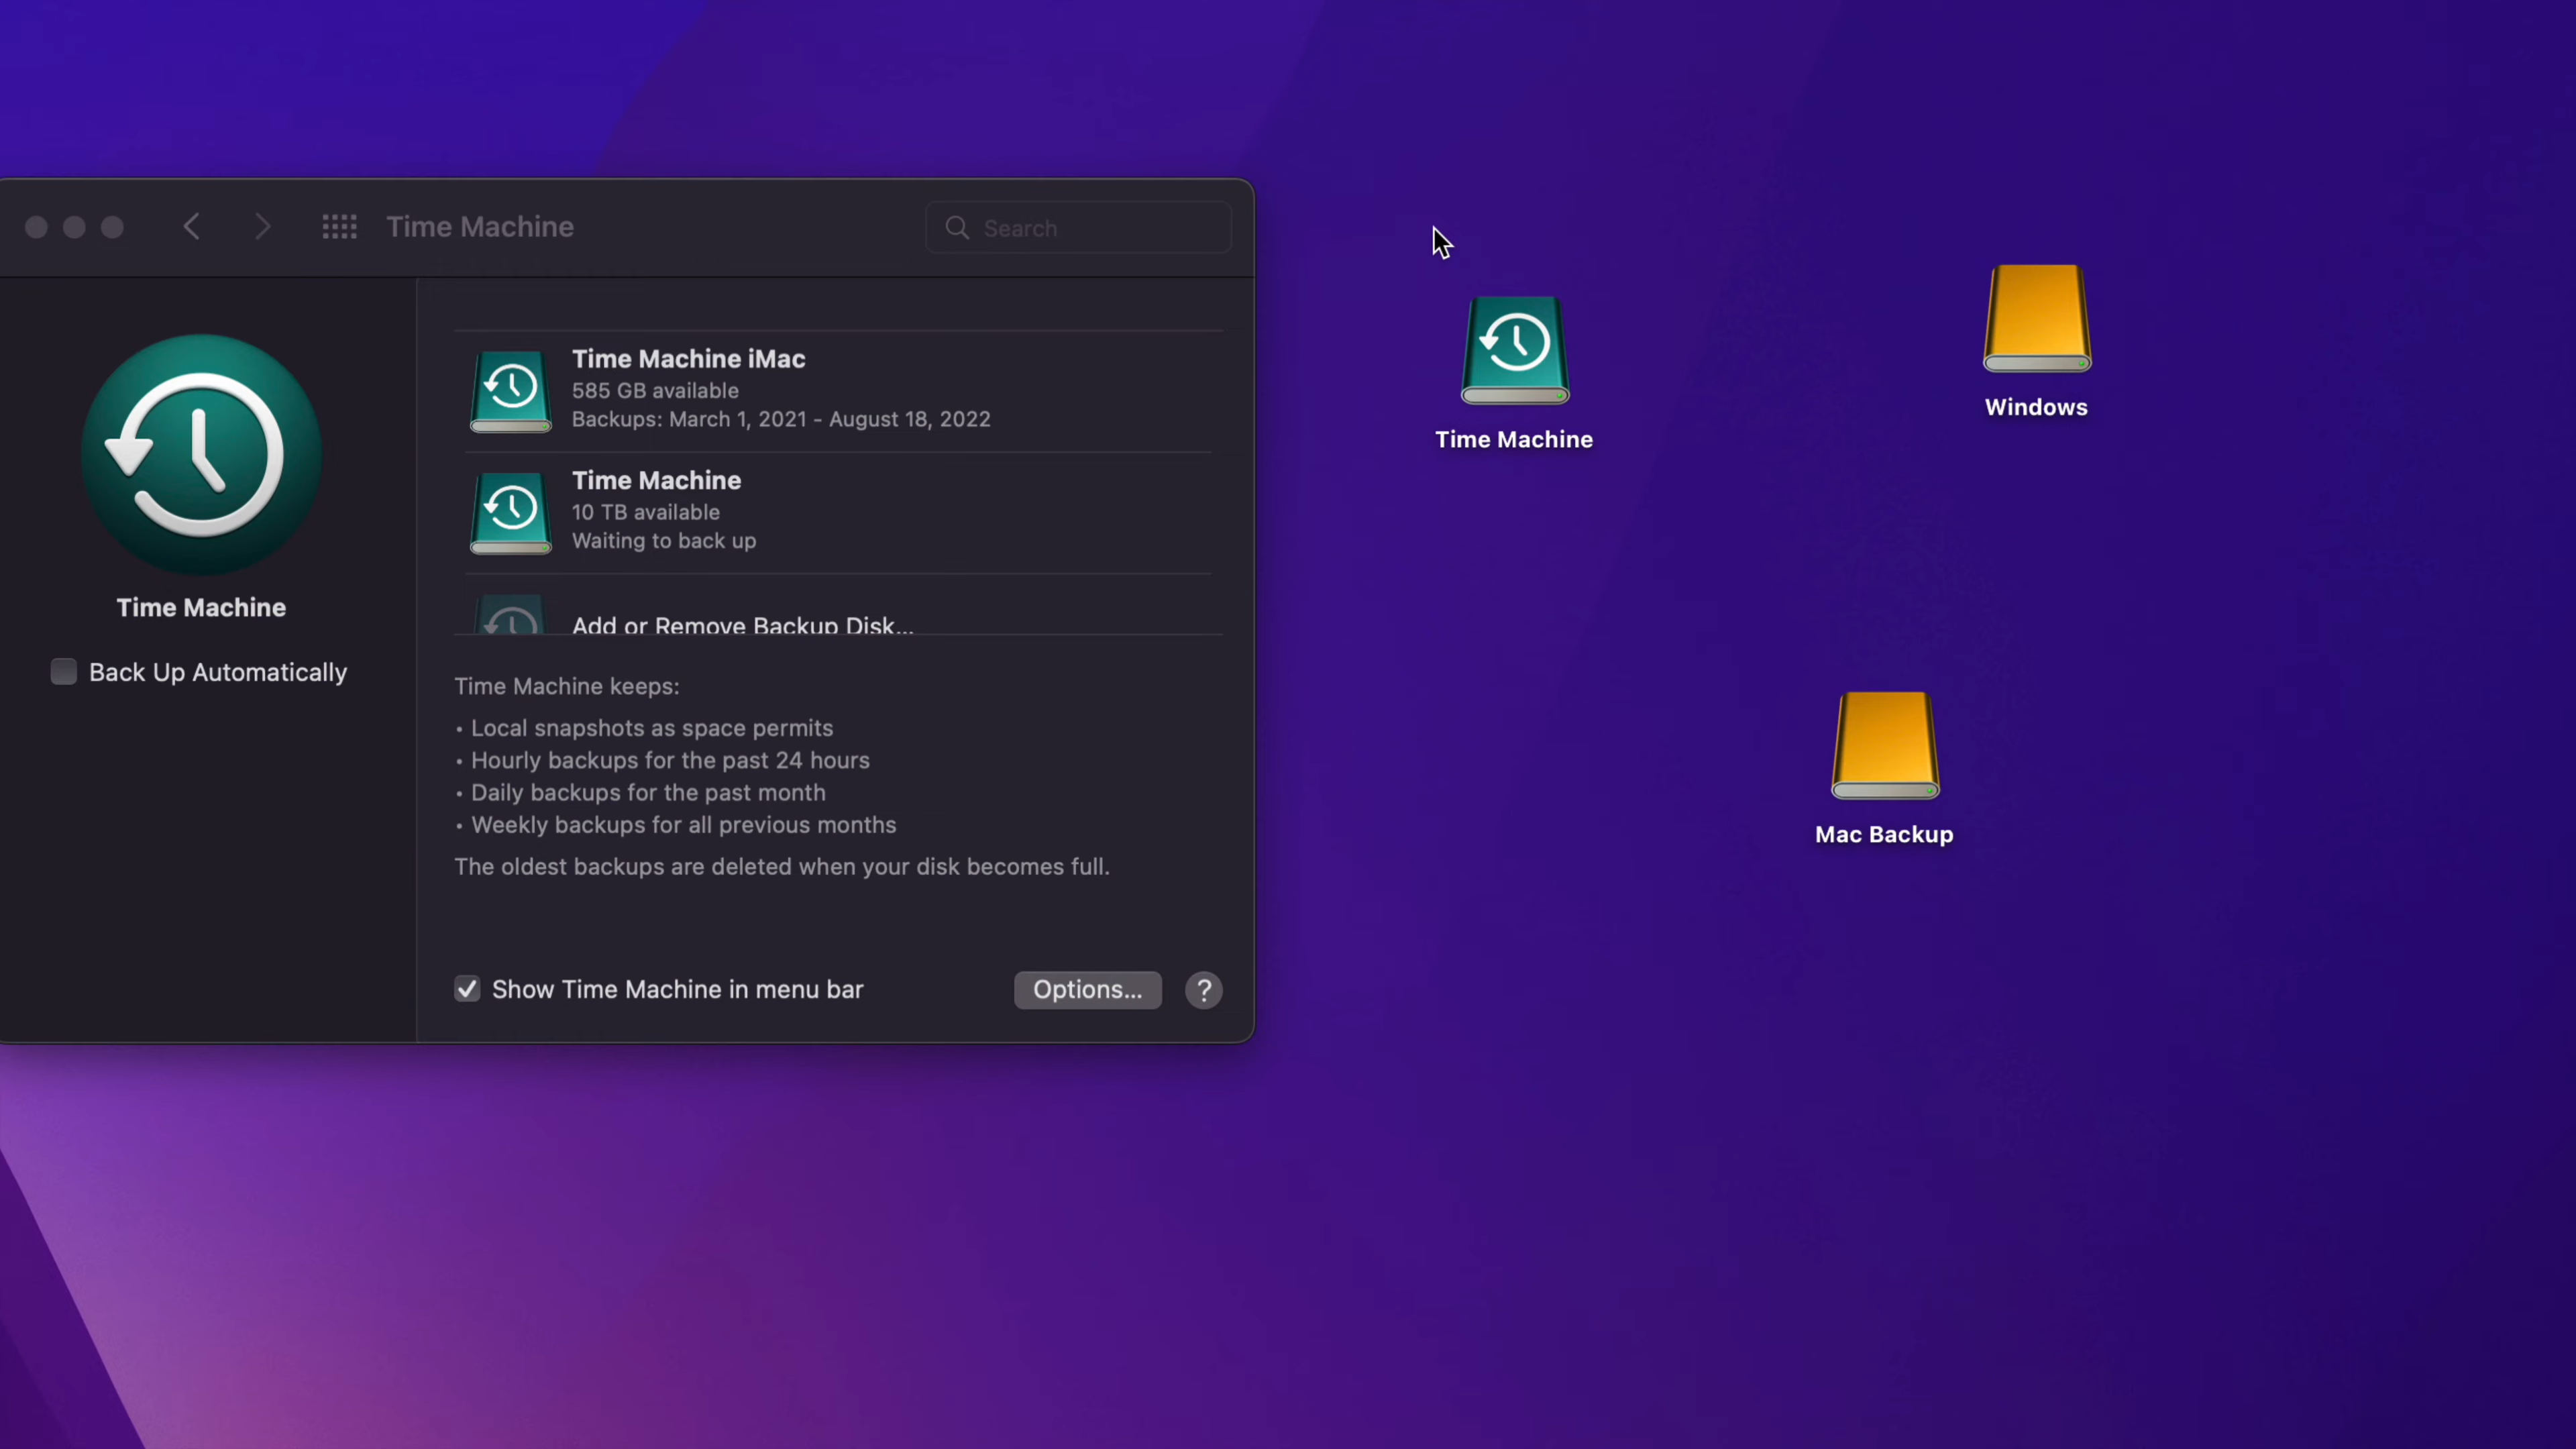 Time Machine
Search
Time Machine
Back Up Automatically
Time Machine iMac
585 GB available
Backups: March 1, 2021 - August 18, 2022
Time Machine
10 TB available
Waiting to back up
Add or Remove Backup Disk...
Time Machine keeps:
• Local snapshots as space permits
• Hourly backups for the past 24 hours
• Daily backups for the past month
• Weekly backups for all previous months
The oldest backups are deleted when your disk becomes full.
Show Time Machine in menu bar
Options...
?
Time Machine
Windows
Mac Backup